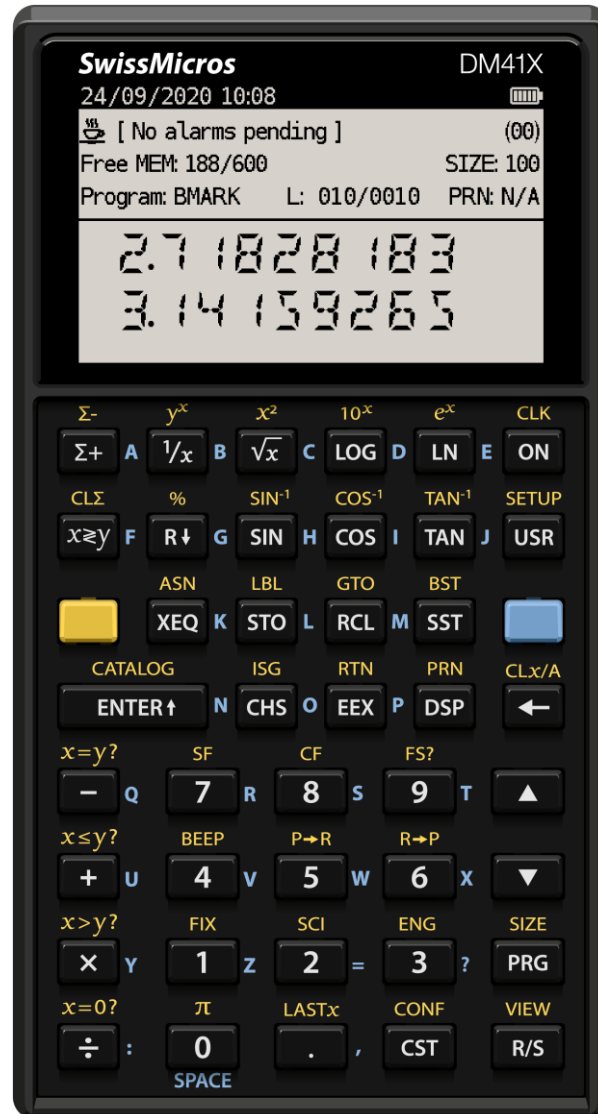 SwissMicros DM41X
24/09/2020 10:08
[ No alarms pending ] (00)
Free MEM: 188/600 SIZE: 100
Program: BMARK L: 010/0010 PRN: N/A
2.71828183
3.14159265
Σ- yˣ x² 10ˣ eˣ CLK
Σ+ A 1/x B √x C LOG D LN E ON
CLΣ % SIN⁻¹ COS⁻¹ TAN⁻¹ SETUP
x≷y F R↓ G SIN H COS I TAN J USR
ASN LBL GTO BST
XEQ K STO L RCL M SST
CATALOG ISG RTN PRN CLx/A
ENTER↑ N CHS O EEX P DSP ←
x=y? SF CF FS?
− Q 7 R 8 S 9 T ▲
x≤y? BEEP P→R R→P
+ U 4 V 5 W 6 X ▼
x>y? FIX SCI ENG SIZE
× Y 1 Z 2 = 3 ? PRG
x=0? π LASTx CONF VIEW
÷ : 0 . , CST R/S
SPACE